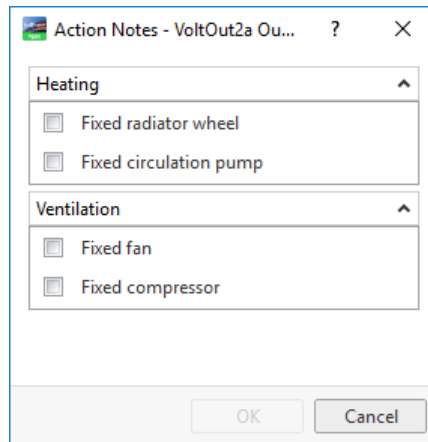 Action Notes - VoltOut2a Ou... ?
Heating
Fixed radiator wheel
Fixed circulation pump
Ventilation
Fixed fan
Fixed compressor
OK Cancel